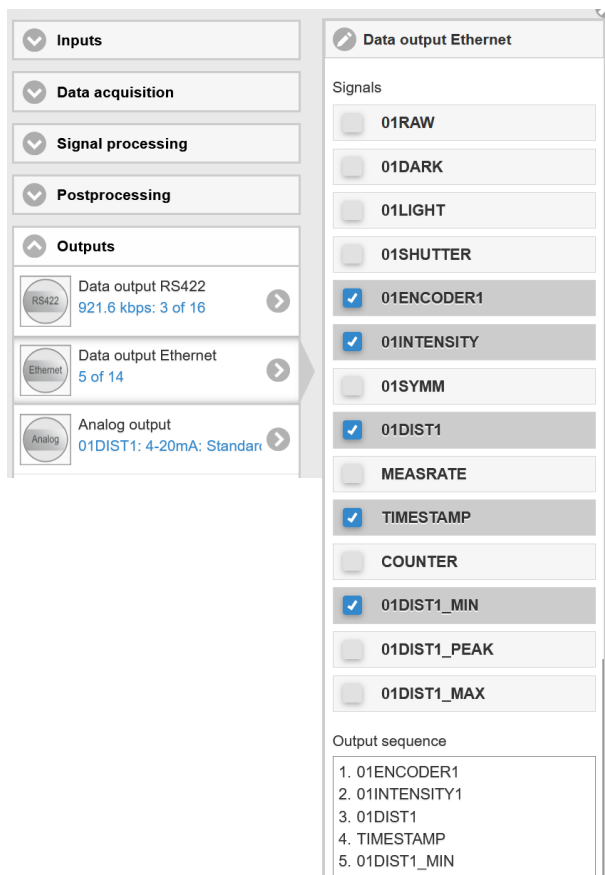 Inputs
Data acquisition
Signal processing
Postprocessing
Outputs
RS422
Data output RS422
921.6 kbps: 3 of 16
Ethernet
Data output Ethernet
5 of 14
Analog
Analog output
01DIST1: 4-20mA: Standard
Data output Ethernet
Signals
01RAW
01DARK
01LIGHT
01SHUTTER
01ENCODER1
01INTENSITY
01SYMM
01DIST1
MEASRATE
TIMESTAMP
COUNTER
01DIST1_MIN
01DIST1_PEAK
01DIST1_MAX
Output sequence
1. 01ENCODER1
2. 01INTENSITY1
3. 01DIST1
4. TIMESTAMP
5. 01DIST1_MIN